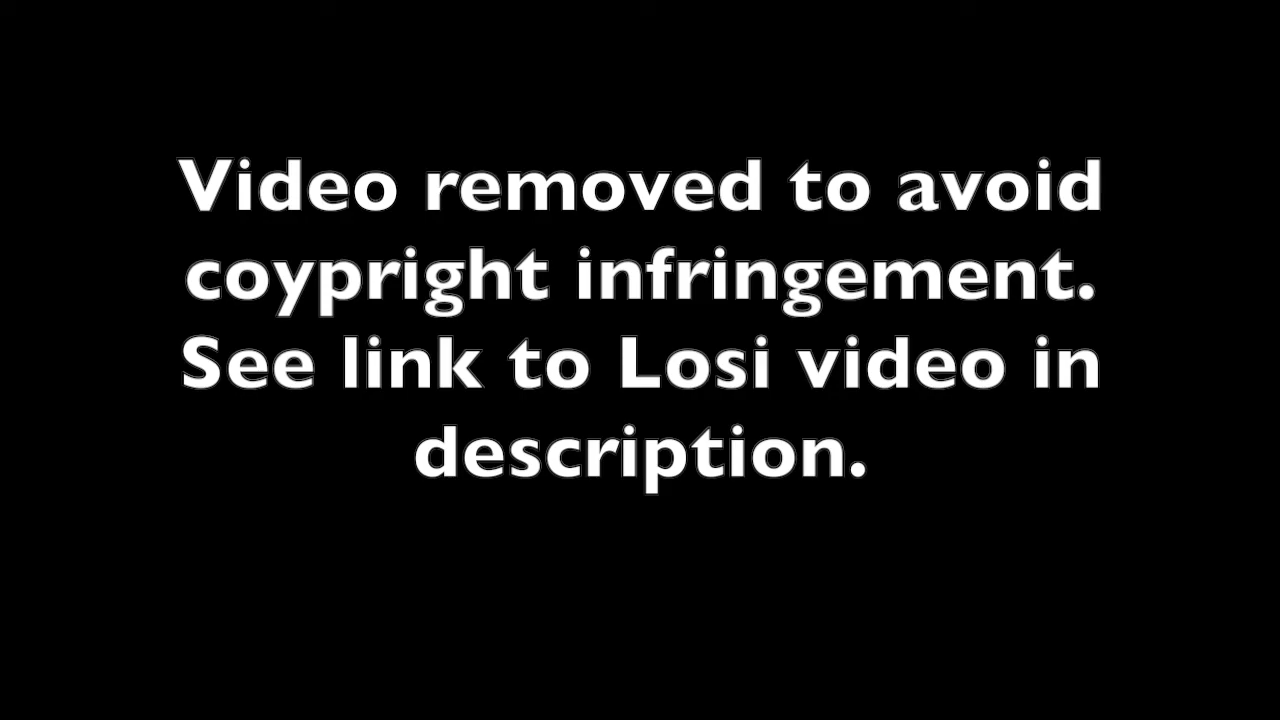 Video removed to avoid
coypright infringement.
See link to Losi video in
description.